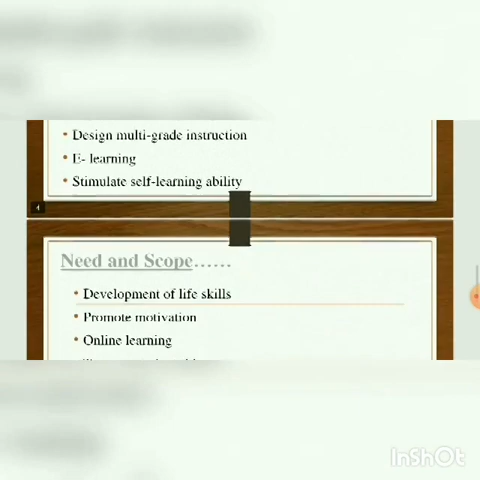 • Design multi-grade instruction
• E- learning
• Stimulate self-learning ability
4
Need and Scope……
• Development of life skills
• Promote motivation
• Online learning
InShOt